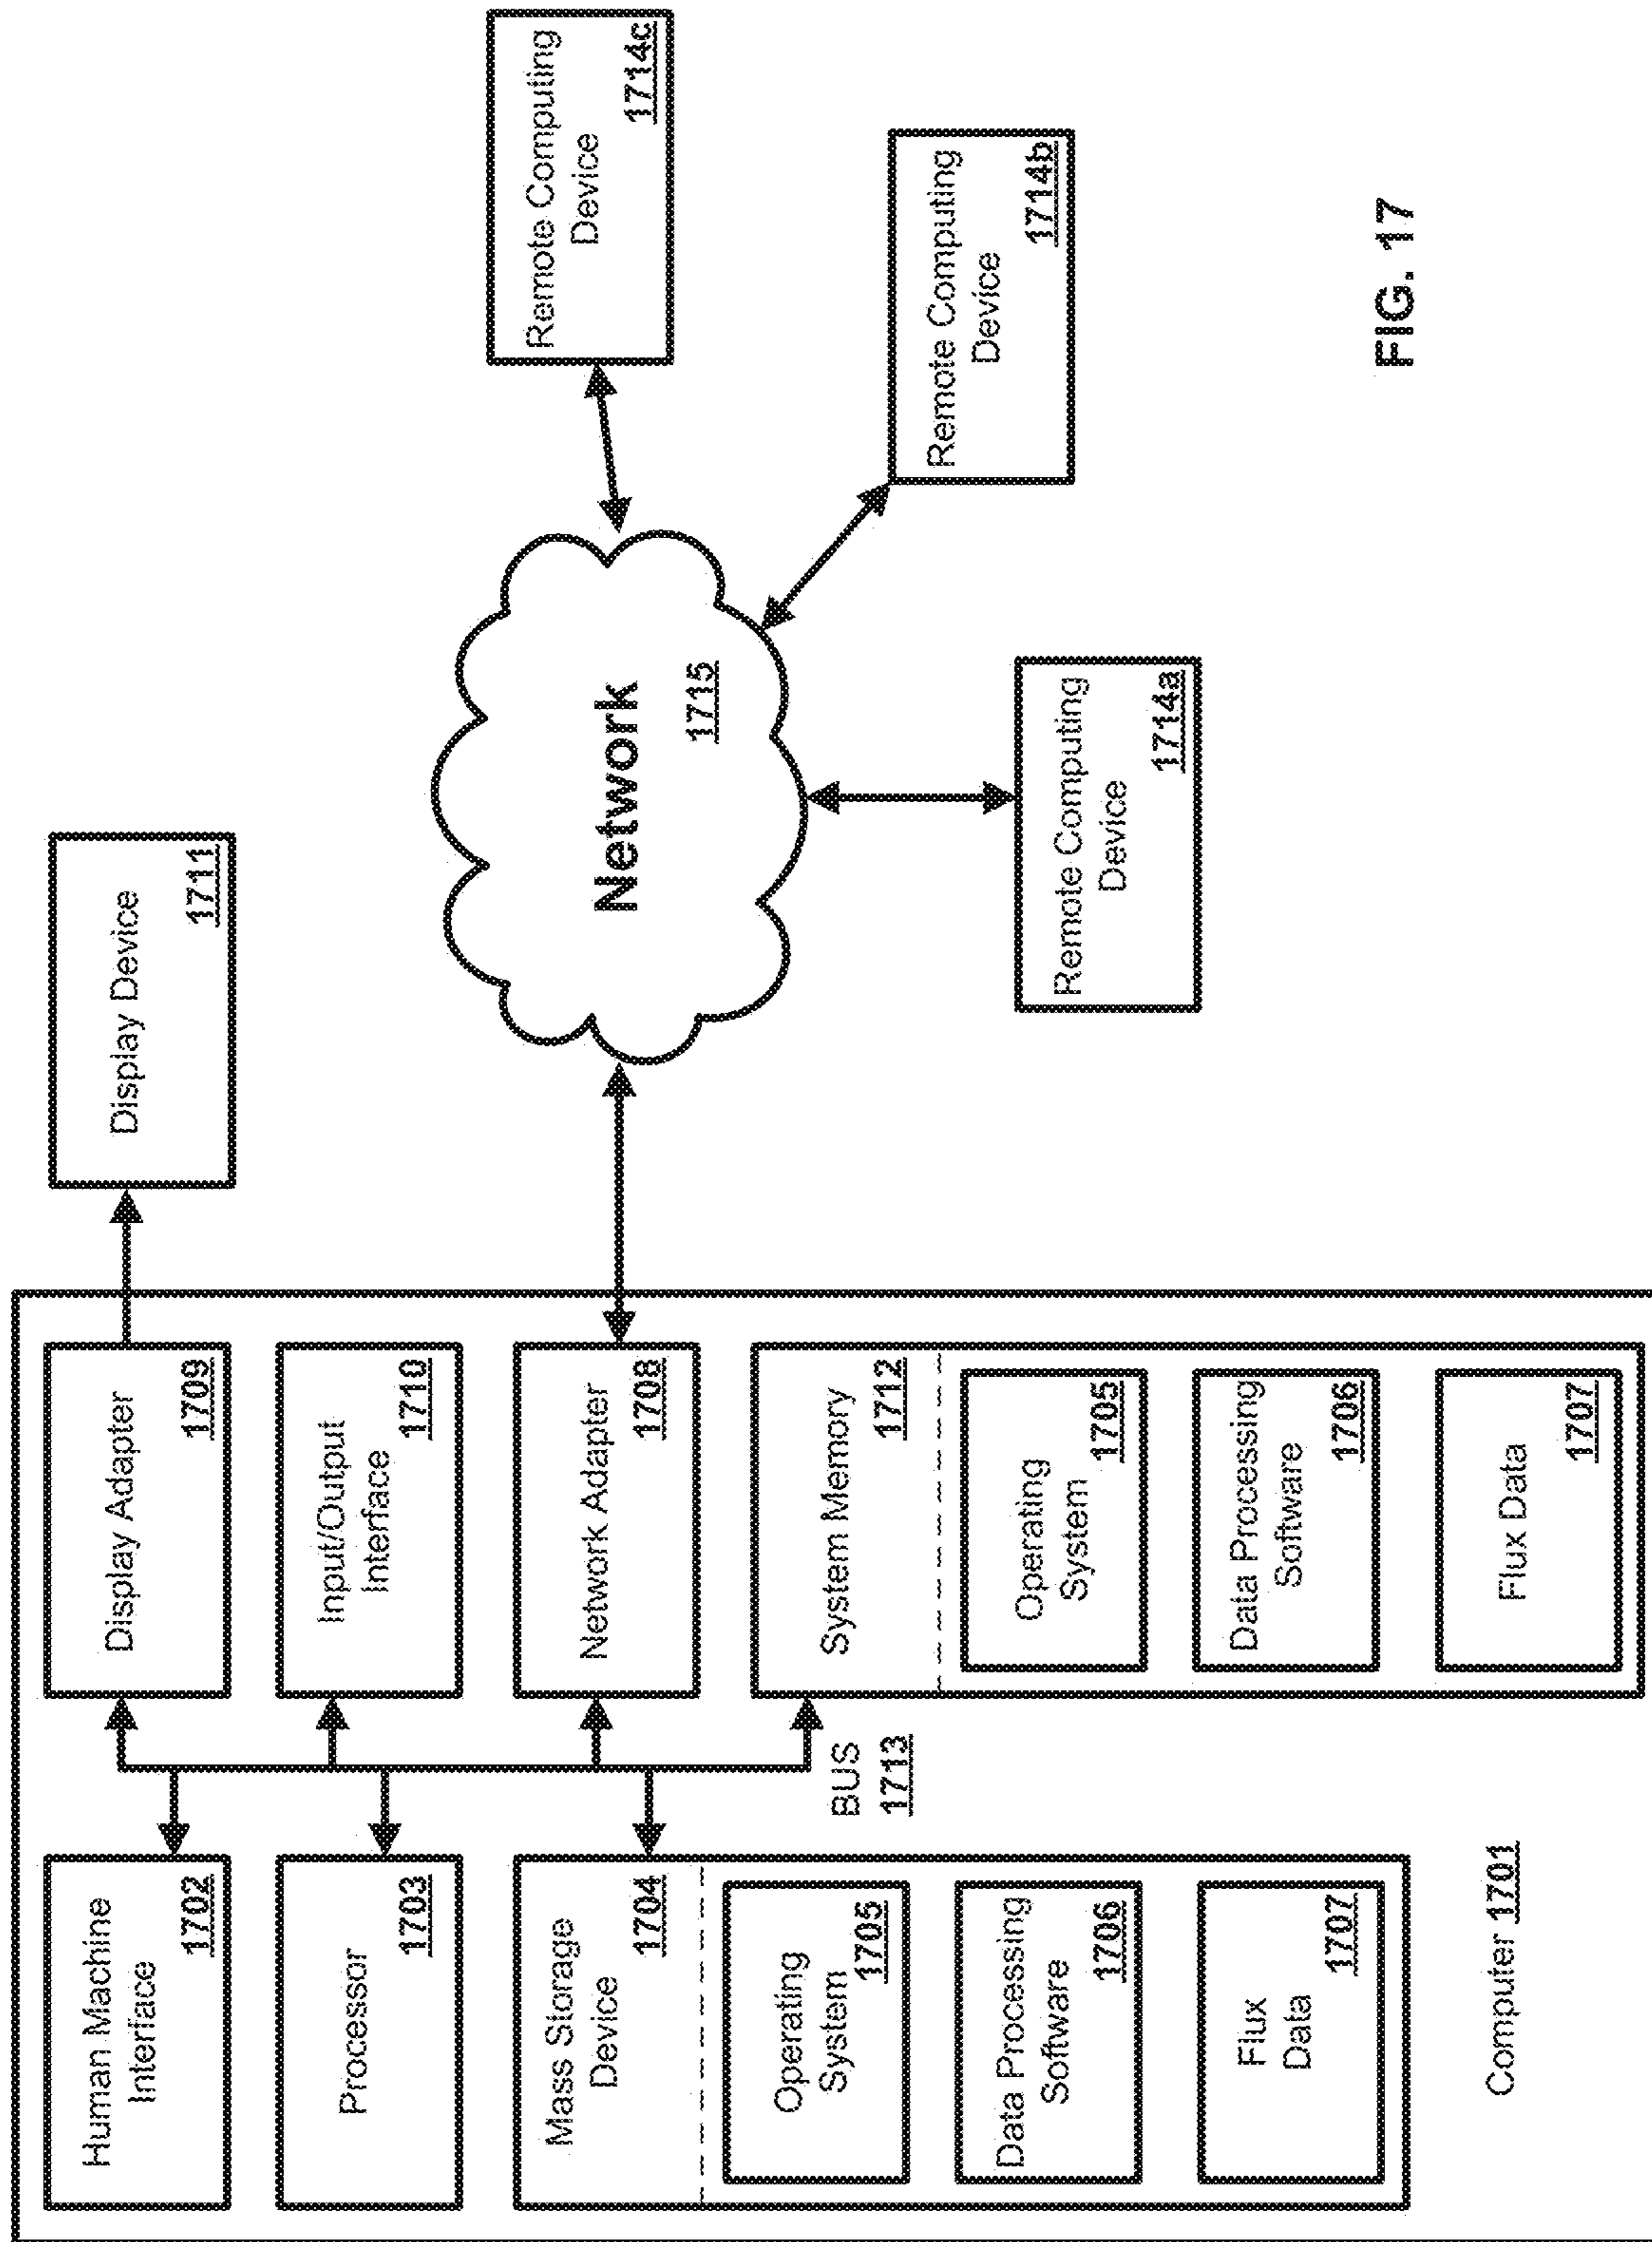 Human Machine
Interface
1702
Processor
1703
Mass Storage
Device
1704
Operating
System
1705
Data Processing
Software
1706
Flux
Data
1707
Computer 1701
BUS
1713
Display Adapter
1709
Input/Output
Interface
1710
Network Adapter
1708
System Memory
1712
Operating
System
1705
Data Processing
Software
1706
Flux Data
1707
Display Device
1711
Network
1715
Remote Computing
Device
1714a
Remote Computing
Device
1714b
Remote Computing
Device
1714c
FIG. 17